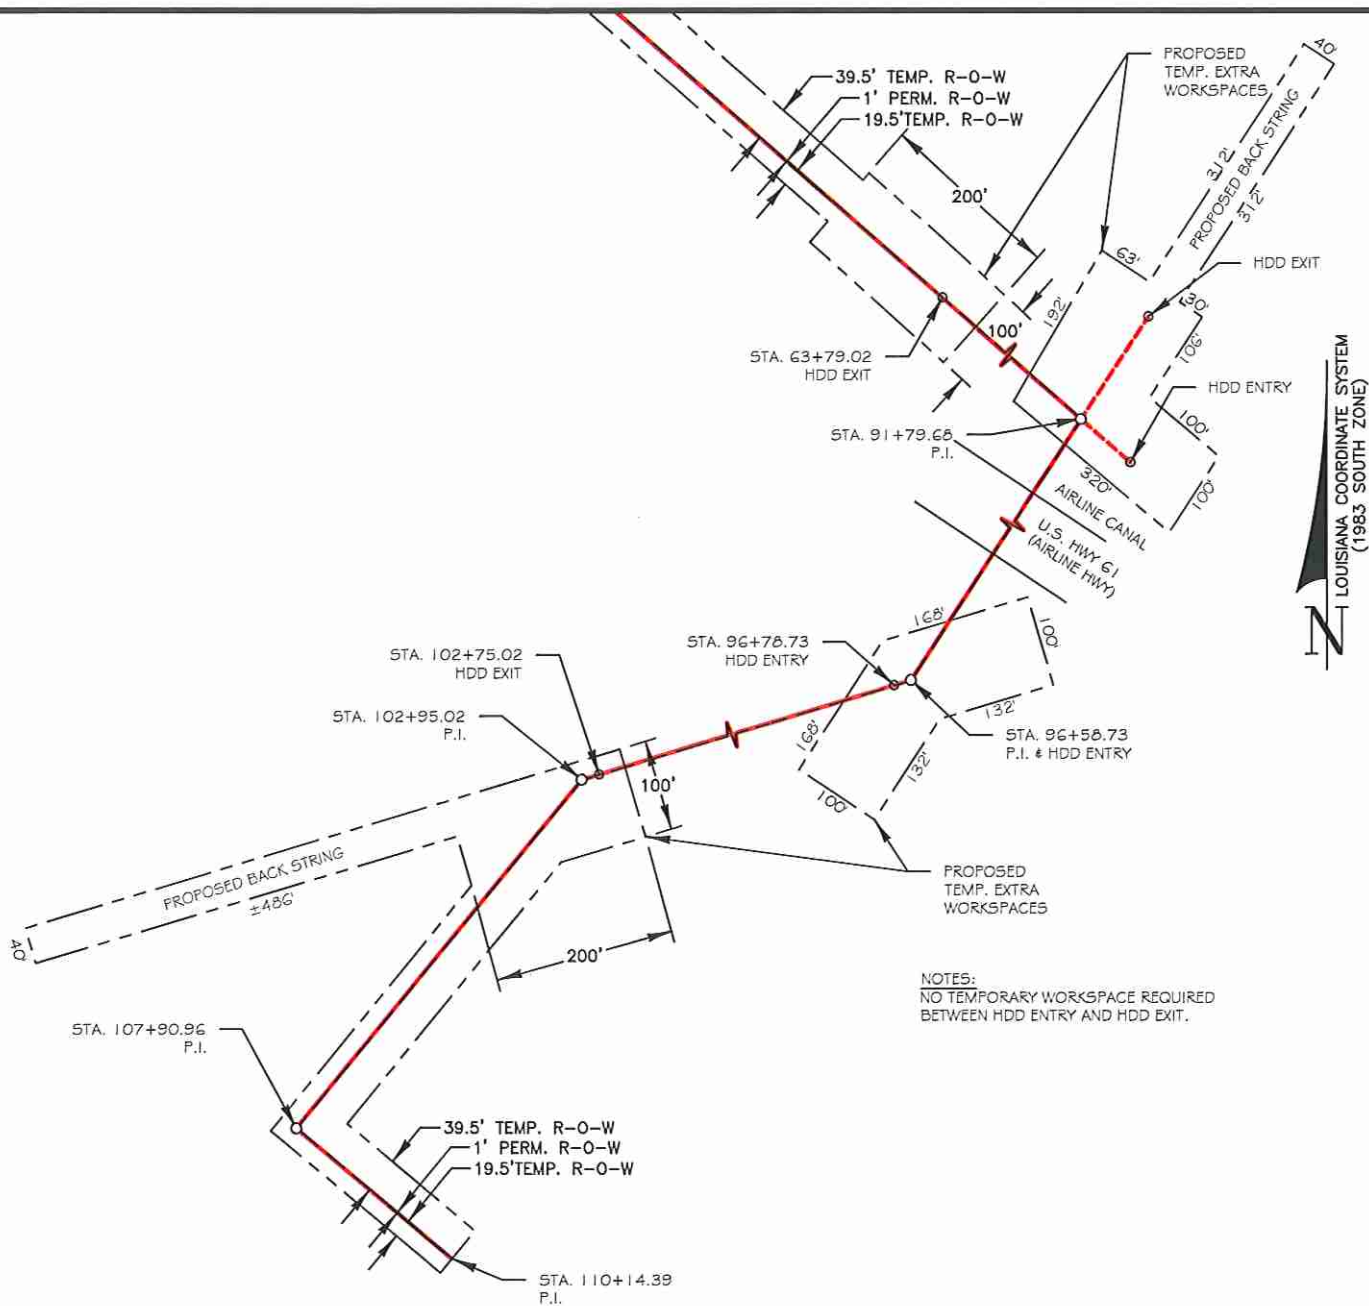 PROPOSED
TEMP. EXTRA
WORKSPACES
40'
39.5' TEMP. R-O-W
1' PERM. R-O-W
19.5'TEMP. R-O-W
200'
312'
PROPOSED BACK STRING
312'
63'
HDD EXIT
192'
30'
106'
100'
STA. 63+79.02
HDD EXIT
HDD ENTRY
100'
100'
STA. 91+79.68
P.I.
320'
AIRLINE CANAL
U.S. HWY 61
(AIRLINE HWY)
LOUISIANA COORDINATE SYSTEM
(1983 SOUTH ZONE)
N
168'
100'
STA. 96+78.73
HDD ENTRY
STA. 102+75.02
HDD EXIT
STA. 102+95.02
P.I.
132'
STA. 96+58.73
P.I. & HDD ENTRY
168'
132'
100'
100'
PROPOSED BACK STRING
±486'
40'
PROPOSED
TEMP. EXTRA
WORKSPACES
200'
NOTES:
NO TEMPORARY WORKSPACE REQUIRED
BETWEEN HDD ENTRY AND HDD EXIT.
STA. 107+90.96
P.I.
39.5' TEMP. R-O-W
1' PERM. R-O-W
19.5'TEMP. R-O-W
STA. 110+14.39
P.I.